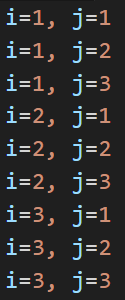 i=1, j=1
i=1, j=2
i=1, j=3
i=2, j=1
i=2, j=2
i=2, j=3
i=3, j=1
i=3, j=2
i=3, j=3